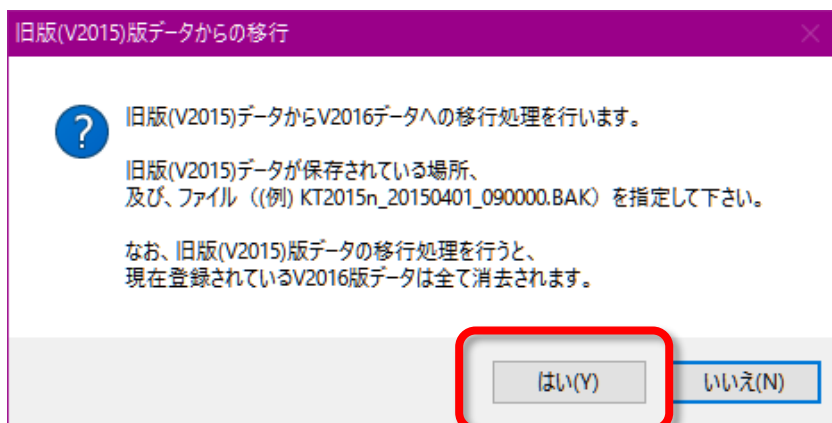 旧版(V2015)版データからの移行
旧版(V2015)データからV2016データへの移行処理を行います。
旧版(V2015)データが保存されている場所、
及び、ファイル（(例) KT2015n_20150401_090000.BAK）を指定して下さい。
なお、旧版(V2015)版データの移行処理を行うと、
現在登録されているV2016版データは全て消去されます。
はい(Y) いいえ(N)